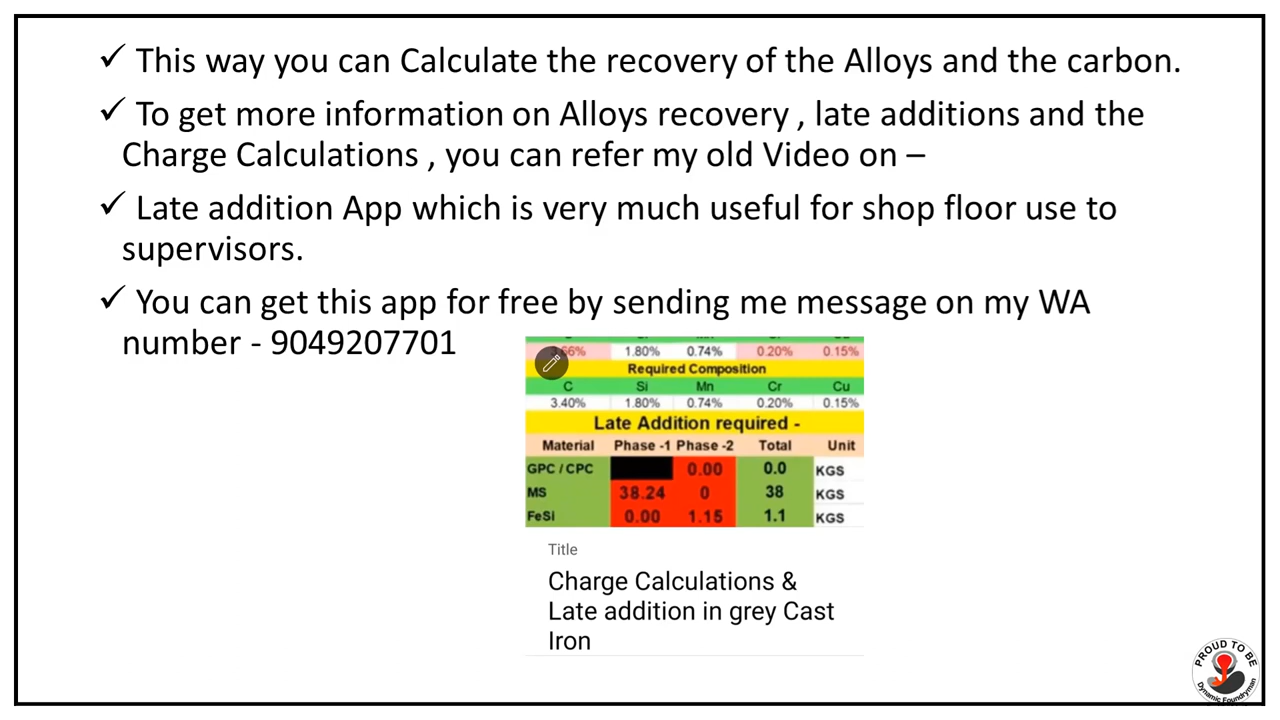 ✓ This way you can Calculate the recovery of the Alloys and the carbon.
✓ To get more information on Alloys recovery , late additions and the
Charge Calculations , you can refer my old Video on –
✓ Late addition App which is very much useful for shop floor use to
supervisors.
✓ You can get this app for free by sending me message on my WA
number - 9049207701
66% 1.80% 0.74% 0.20% 0.15%
Required Composition
C Si Mn Cr Cu
3.40% 1.80% 0.74% 0.20% 0.15%
Late Addition required -
Material Phase -1 Phase -2 Total Unit
GPC / CPC 0.00 0.0 KGS
MS 38.24 0 38 KGS
FeSi 0.00 1.15 1.1 KGS
Title
Charge Calculations &
Late addition in grey Cast
Iron
PROUD TO BE
Dynamic Foundryman